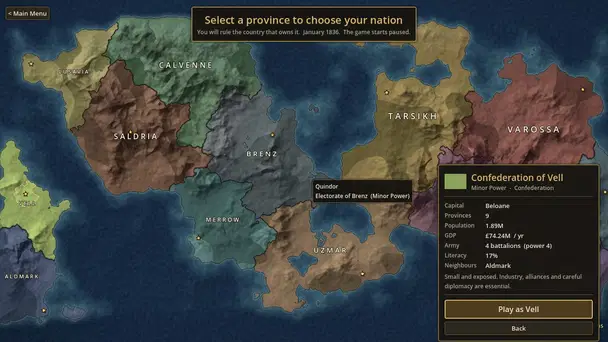 < Main Menu
Select a province to choose your nation
You will rule the country that owns it. January 1836. The game starts paused.
CALVENNE
SALDRIA
TARSIKH
VAROSSA
BRENZ
Quindor
Electorate of Brenz (Minor Power)
VELL
MERROW
UZMAR
ALDMARK
Confederation of Vell
Minor Power - Confederation
Capital Beloane
Provinces 9
Population 1.89M
GDP £74.24M / yr
Army 4 battalions (power 4)
Literacy 17%
Neighbours Aldmark
Small and exposed. Industry, alliances and careful
diplomacy are essential.
Play as Vell
Back